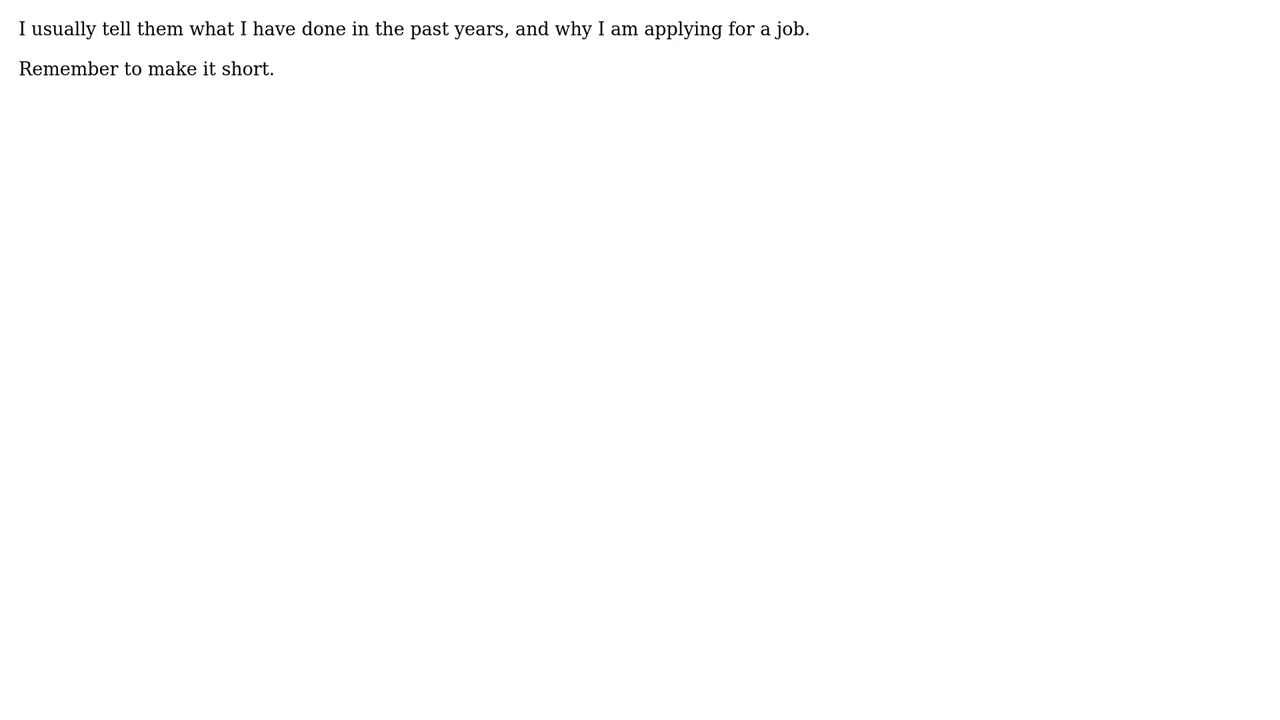 I usually tell them what I have done in the past years, and why I am applying for a job.
Remember to make it short.